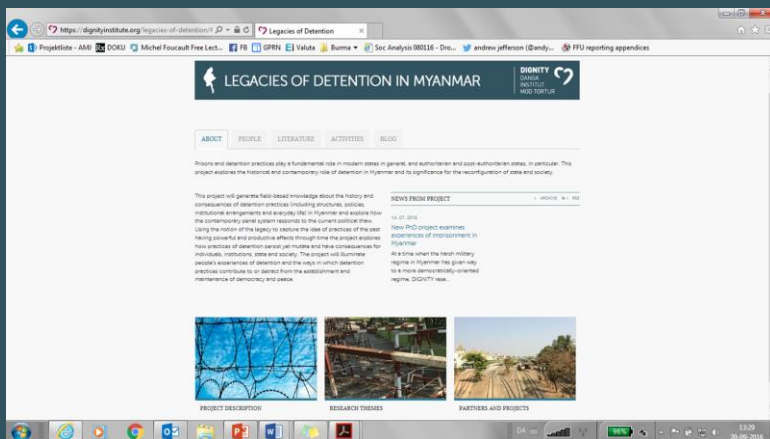 https://dignityinstitute.org/legacies-of-detention/
Legacies of Detention
Projektliste - AMJ
DOKU
Michel Foucault Free Lect...
FB
GPRN
Valuta
Burma
Soc Analysis 080116 - Dro...
andrew jefferson (@andy...
FFU reporting appendices
LEGACIES OF DETENTION IN MYANMAR
DIGNITY
DANSK
INSTITUT
MOD TORTUR
ABOUT PEOPLE LITERATURE ACTIVITIES BLOG
Prisons and detention practices play a fundamental role in modern states in general, and authoritarian and post-authoritarian states, in particular. This
project explores the historical and contemporary role of detention in Myanmar and its significance for the reconfiguration of state and society.
This project will generate field-based knowledge about the history and
consequences of detention practices (including structures, policies,
institutional arrangements and everyday life) in Myanmar and explore how
the contemporary penal system responds to the current political thaw.
Using the notion of the legacy to capture the idea of practices of the past
having powerful and productive effects through time the project explores
how practices of detention persist yet mutate and have consequences for
individuals, institutions, state and society. The project will illuminate
people's experiences of detention and the ways in which detention
practices contribute to or detract from the establishment and
maintenance of democracy and peace.
NEWS FROM PROJECT
ARCHIVE
RSS
14. 07. 2016
New PhD project examines
experiences of imprisonment in
Myanmar
At a time when the harsh military
regime in Myanmar has given way
to a more democratically-oriented
regime, DIGNITY rese...
PROJECT DESCRIPTION
RESEARCH THEMES
PARTNERS AND PROJECTS
DA
96%
13:29
20-09-2016